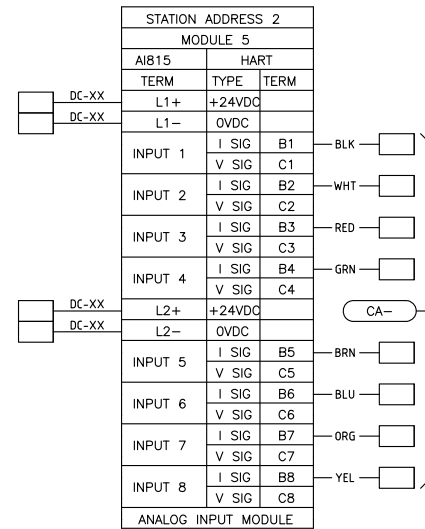 STATION ADDRESS 2
MODULE 5
AI815 HART
TERM TYPE TERM
DC-XX L1+ +24VDC
DC-XX L1- 0VDC
INPUT 1 I SIG B1 BLK
V SIG C1
INPUT 2 I SIG B2 WHT
V SIG C2
INPUT 3 I SIG B3 RED
V SIG C3
INPUT 4 I SIG B4 GRN
V SIG C4
DC-XX L2+ +24VDC CA-
DC-XX L2- 0VDC
INPUT 5 I SIG B5 BRN
V SIG C5
INPUT 6 I SIG B6 BLU
V SIG C6
INPUT 7 I SIG B7 ORG
V SIG C7
INPUT 8 I SIG B8 YEL
V SIG C8
ANALOG INPUT MODULE